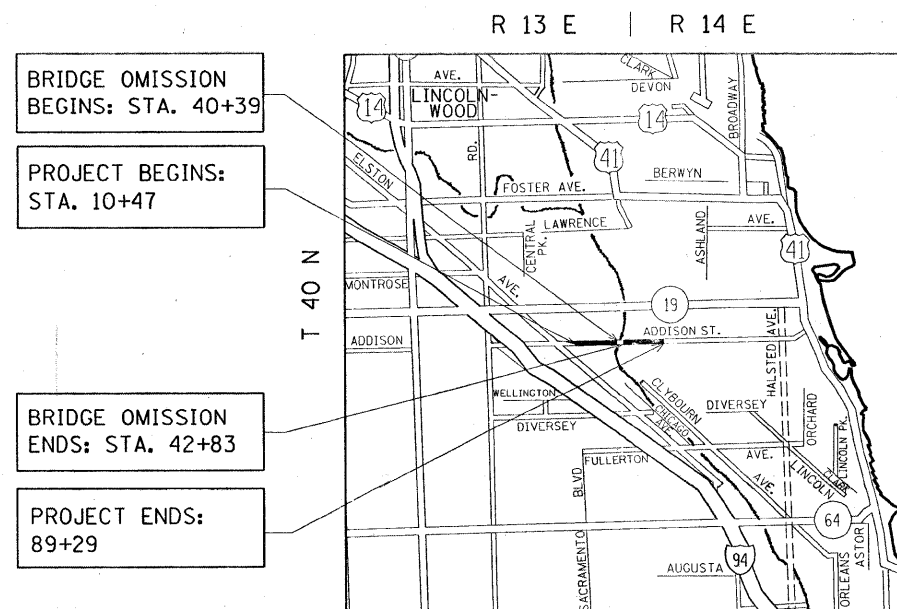 R 13 E | R 14 E
BRIDGE OMISSION
BEGINS: STA. 40+39
PROJECT BEGINS:
STA. 10+47
T 40 N
BRIDGE OMISSION
ENDS: STA. 42+83
PROJECT ENDS:
89+29
AVE.
LINCOLN-
WOOD
14
RD.
CLARK
DEVON
BROADWAY
14
41
ELSTON
AVE.
BERWYN
FOSTER AVE.
LAWRENCE
CENTRAL
PK.
ASHLAND
AVE.
41
MONTROSE
19
ADDISON
ADDISON ST.
HALSTED AVE.
WELLINGTON
DIVERSEY
CLYBOURN
CHICAGO
AVE.
DIVERSEY
ORCHARD
FULLERTON
AVE.
AVE.
LINCOLN
CLARK
LINCOLN PK.
SACRAMENTO
BLVD
64
94
AUGUSTA
ORLEANS
ASTOR